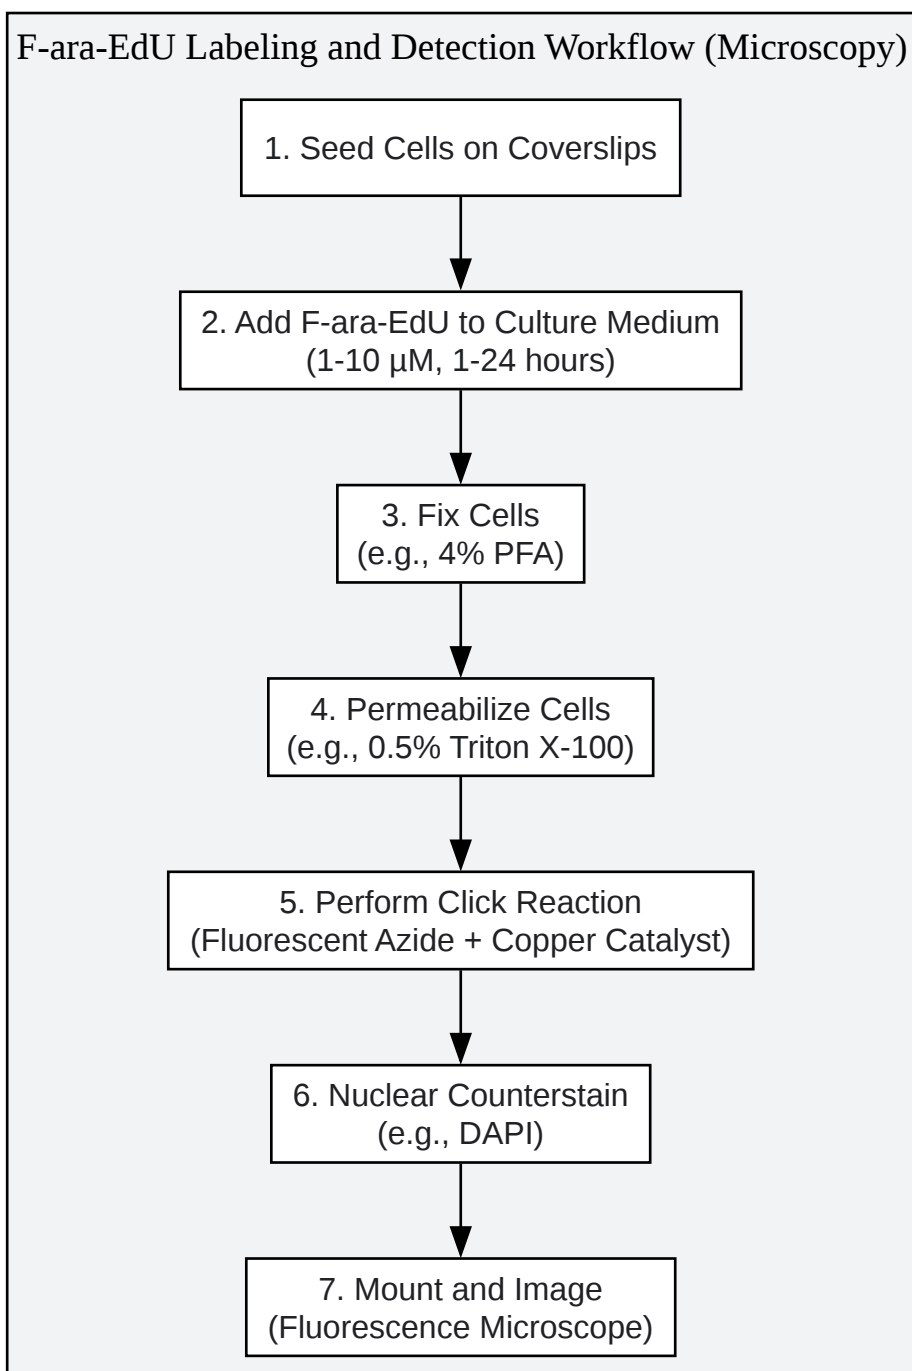 F-ara-EdU Labeling and Detection Workflow (Microscopy)
1. Seed Cells on Coverslips
2. Add F-ara-EdU to Culture Medium
(1-10 µM, 1-24 hours)
3. Fix Cells
(e.g., 4% PFA)
4. Permeabilize Cells
(e.g., 0.5% Triton X-100)
5. Perform Click Reaction
(Fluorescent Azide + Copper Catalyst)
6. Nuclear Counterstain
(e.g., DAPI)
7. Mount and Image
(Fluorescence Microscope)